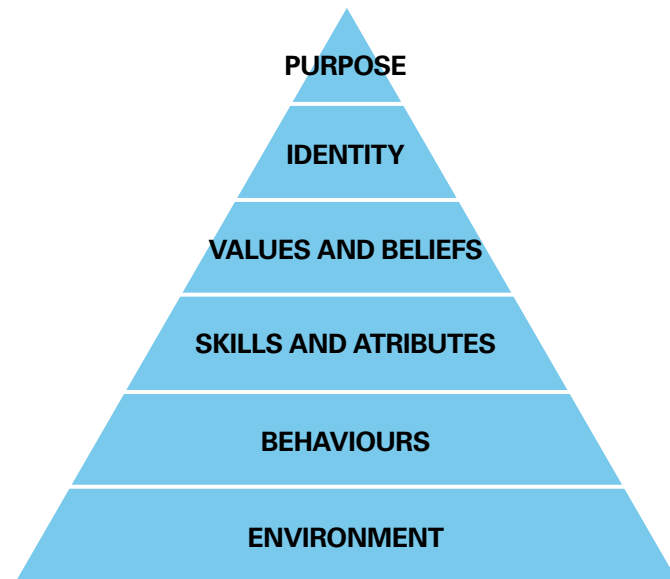 PURPOSE
IDENTITY
VALUES AND BELIEFS
SKILLS AND ATRIBUTES
BEHAVIOURS
ENVIRONMENT